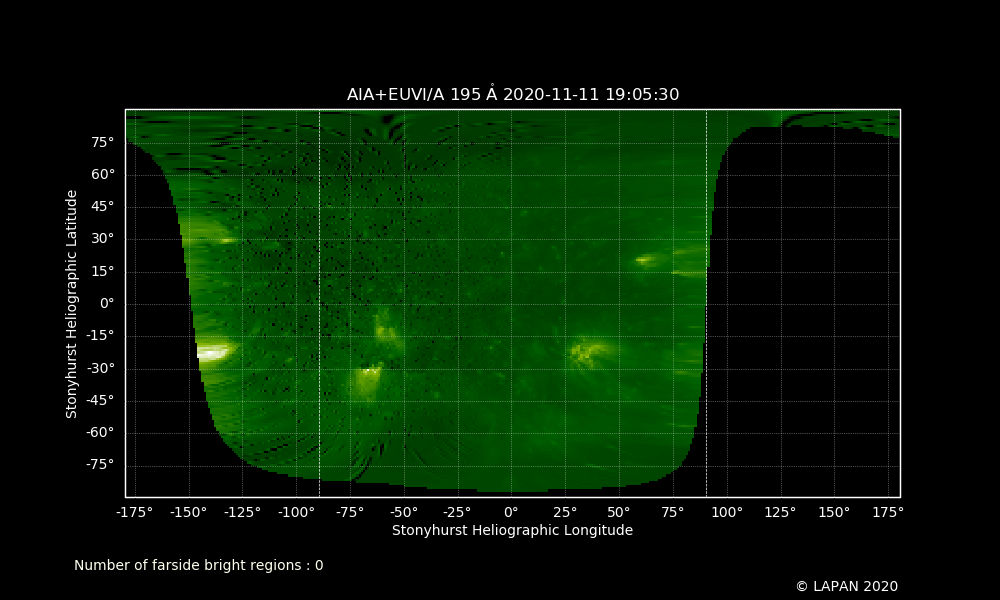 AIA+EUVI/A 195 Å 2020-11-11 19:05:30
75°
60°
45°
30°
15°
0°
-15°
-30°
-45°
-60°
-75°
Stonyhurst Heliographic Latitude
-175° -150° -125° -100° -75° -50° -25° 0° 25° 50° 75° 100° 125° 150° 175°
Stonyhurst Heliographic Longitude
Number of farside bright regions : 0
© LAPAN 2020